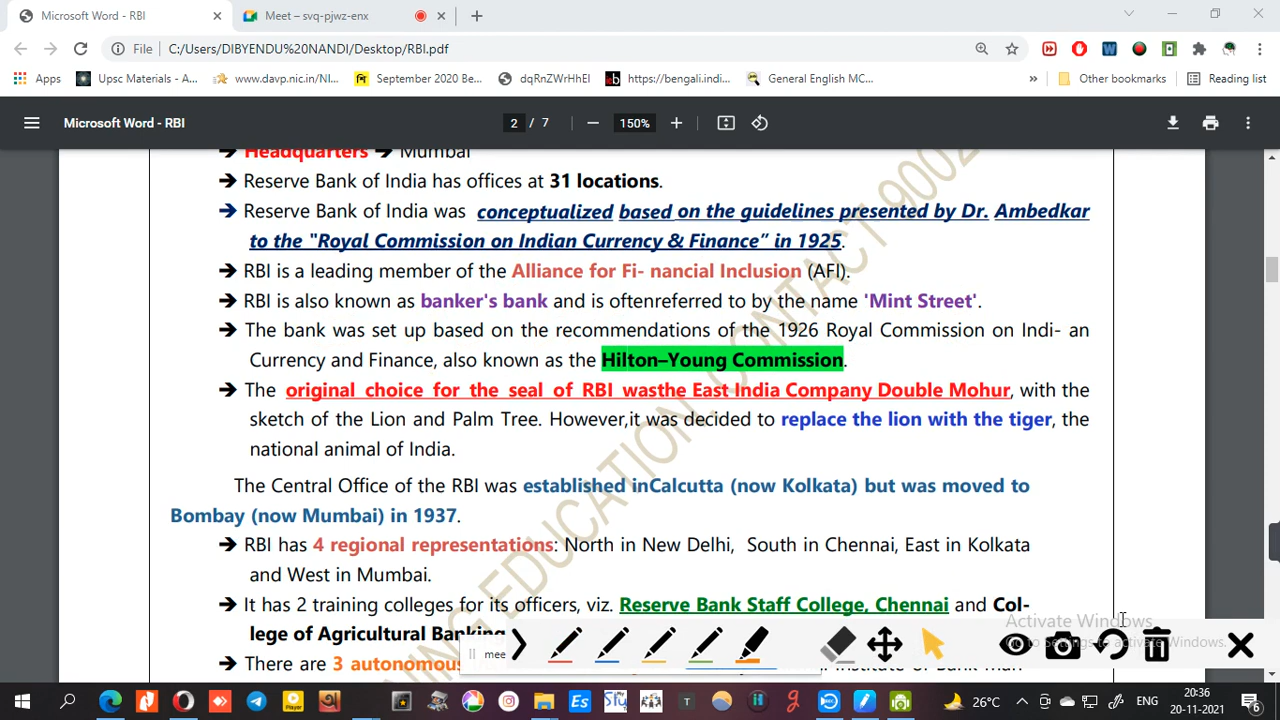 Microsoft Word - RBI
Meet – svq-pjwz-enx
File
C:/Users/DIBYENDU%20NANDI/Desktop/RBI.pdf
Apps
Upsc Materials - A...
www.davp.nic.in/NI...
September 2020 Be...
dqRnZWrHhEI
https://bengali.indi...
General English MC...
»
Other bookmarks
Reading list
Microsoft Word - RBI
2 / 7
150%
Headquarters ➔ Mumbai
➔ Reserve Bank of India has offices at 31 locations.
➔ Reserve Bank of India was conceptualized based on the guidelines presented by Dr. Ambedkar
to the "Royal Commission on Indian Currency & Finance" in 1925.
➔ RBI is a leading member of the Alliance for Fi- nancial Inclusion (AFI).
➔ RBI is also known as banker's bank and is oftenreferred to by the name 'Mint Street'.
➔ The bank was set up based on the recommendations of the 1926 Royal Commission on Indi- an
Currency and Finance, also known as the Hilton–Young Commission.
➔ The original choice for the seal of RBI wasthe East India Company Double Mohur, with the
sketch of the Lion and Palm Tree. However,it was decided to replace the lion with the tiger, the
national animal of India.
The Central Office of the RBI was established inCalcutta (now Kolkata) but was moved to
Bombay (now Mumbai) in 1937.
➔ RBI has 4 regional representations: North in New Delhi, South in Chennai, East in Kolkata
and West in Mumbai.
➔ It has 2 training colleges for its officers, viz. Reserve Bank Staff College, Chennai and Col-
lege of Agricultural Banking
➔ There are 3 autonomous
EDUCATION CONTACT 9002
Activate Windows
Go to Settings to activate Windows.
mee
26°C
ENG
20:36
20-11-2021
6